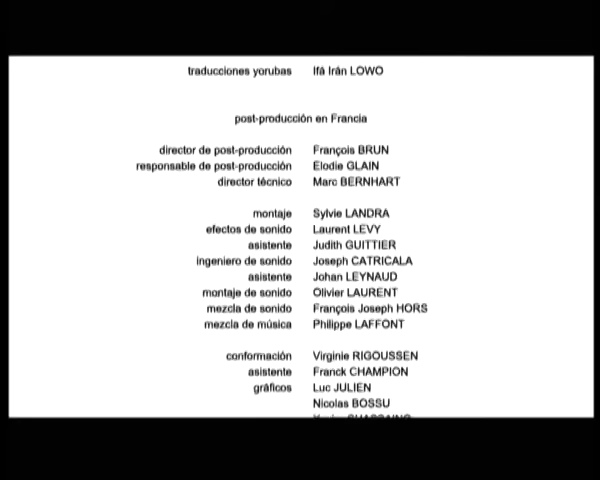 traducciones yorubas Ifá Irán LOWO
post-producción en Francia
director de post-producción François BRUN
responsable de post-producción Elodie GLAIN
director técnico Marc BERNHART
montaje Sylvie LANDRA
efectos de sonido Laurent LEVY
asistente Judith GUITTIER
ingeniero de sonido Joseph CATRICALA
asistente Johan LEYNAUD
montaje de sonido Olivier LAURENT
mezcla de sonido François Joseph HORS
mezcla de música Philippe LAFFONT
conformación Virginie RIGOUSSEN
asistente Franck CHAMPION
gráficos Luc JULIEN
Nicolas BOSSU